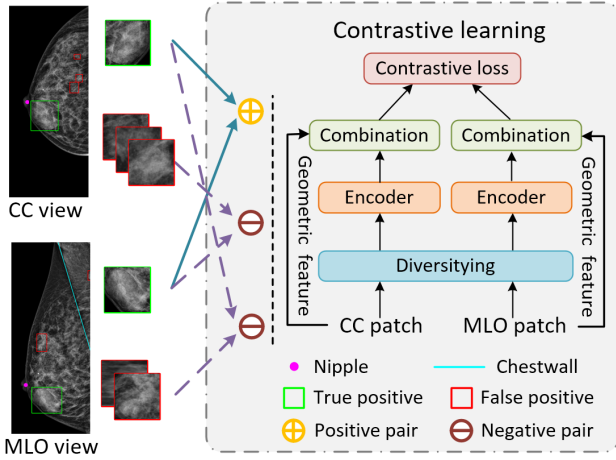 Contrastive learning
Contrastive loss
Combination
Combination
Geometric feature
Geometric feature
Encoder
Encoder
Diversitying
CC patch
MLO patch
CC view
MLO view
Nipple
Chestwall
True positive
False positive
Positive pair
Negative pair